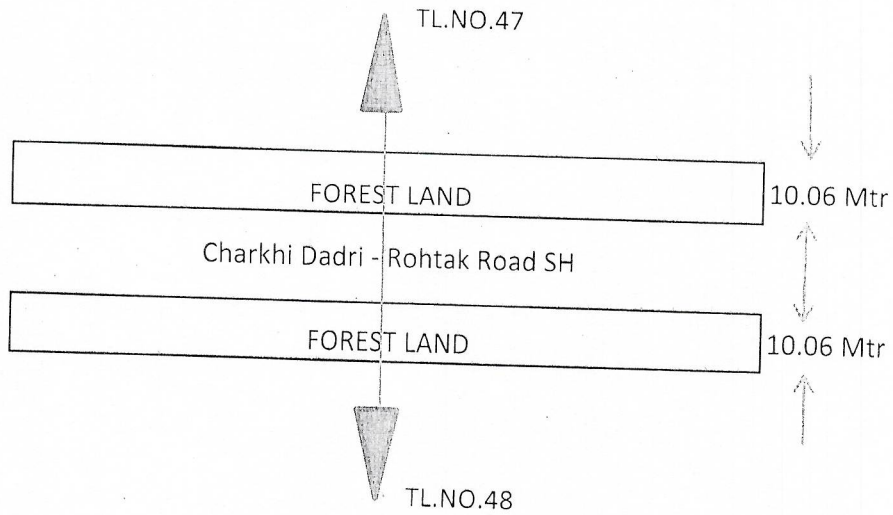 TL.NO.47
FOREST LAND
10.06 Mtr
Charkhi Dadri - Rohtak Road SH
FOREST LAND
10.06 Mtr
TL.NO.48